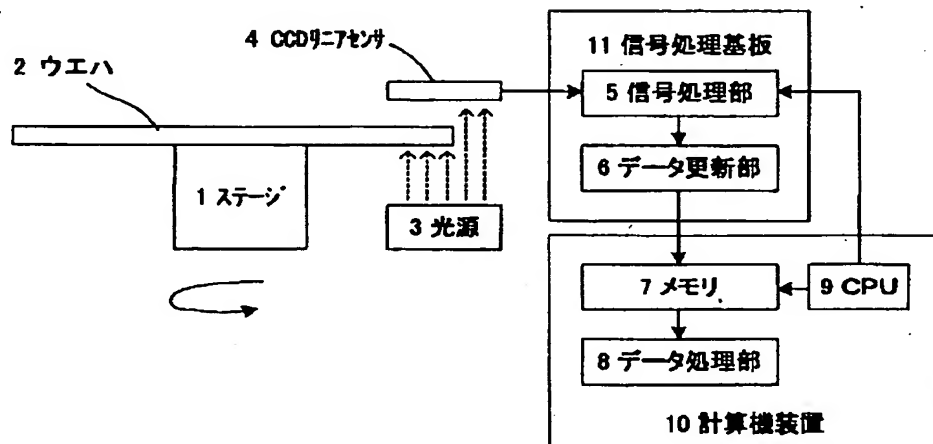 4 CCDリニアセンサ
2 ウエハ
1 ステージ
3 光源
11 信号処理基板
5 信号処理部
6 データ更新部
7 メモリ
9 CPU
8 データ処理部
10 計算機装置